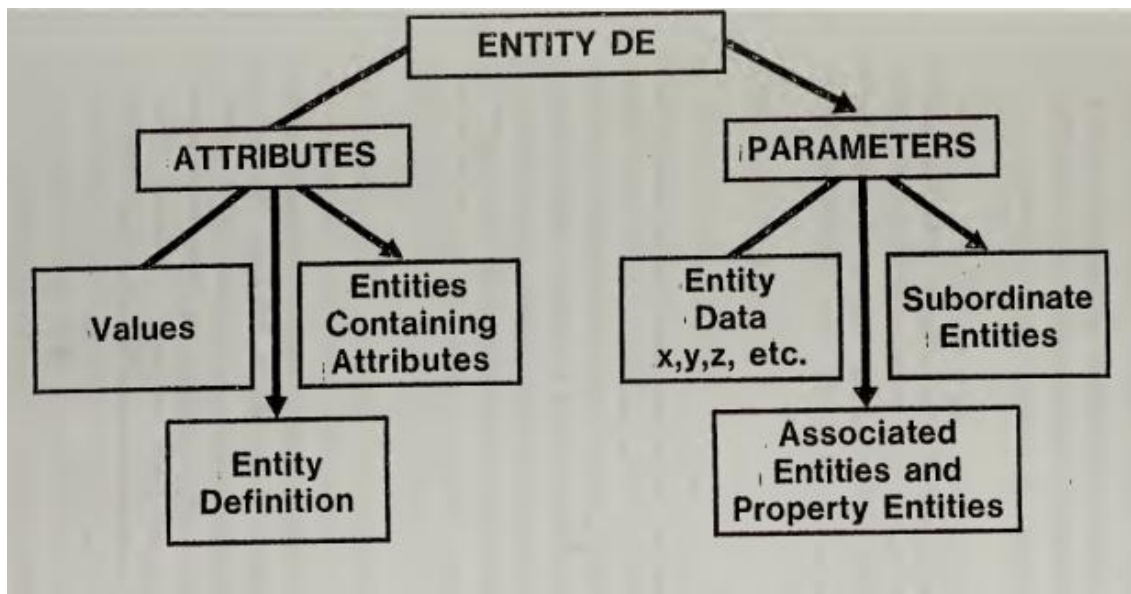 ENTITY DE
ATTRIBUTES
PARAMETERS
Values
Entities
Containing
Attributes
Entity
Definition
Entity
Data
x,y,z, etc.
Subordinate
Entities
Associated
Entities and
Property Entities